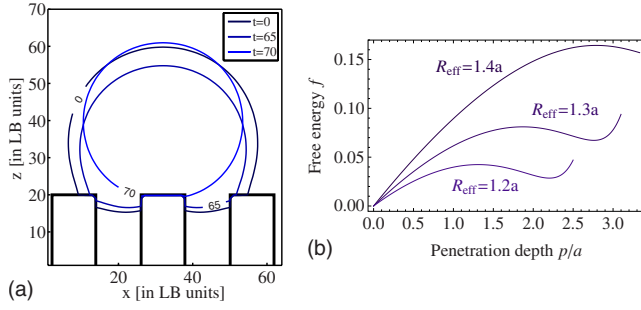 t=0
t=65
t=70
70
60
50
40
30
20
10
z [in LB units]
0
70
65
20
40
60
x [in LB units]
(a)
0.15
0.10
0.05
0.00
Free energy f
R_eff=1.4a
R_eff=1.3a
R_eff=1.2a
0.0
0.5
1.0
1.5
2.0
2.5
3.0
Penetration depth p/a
(b)